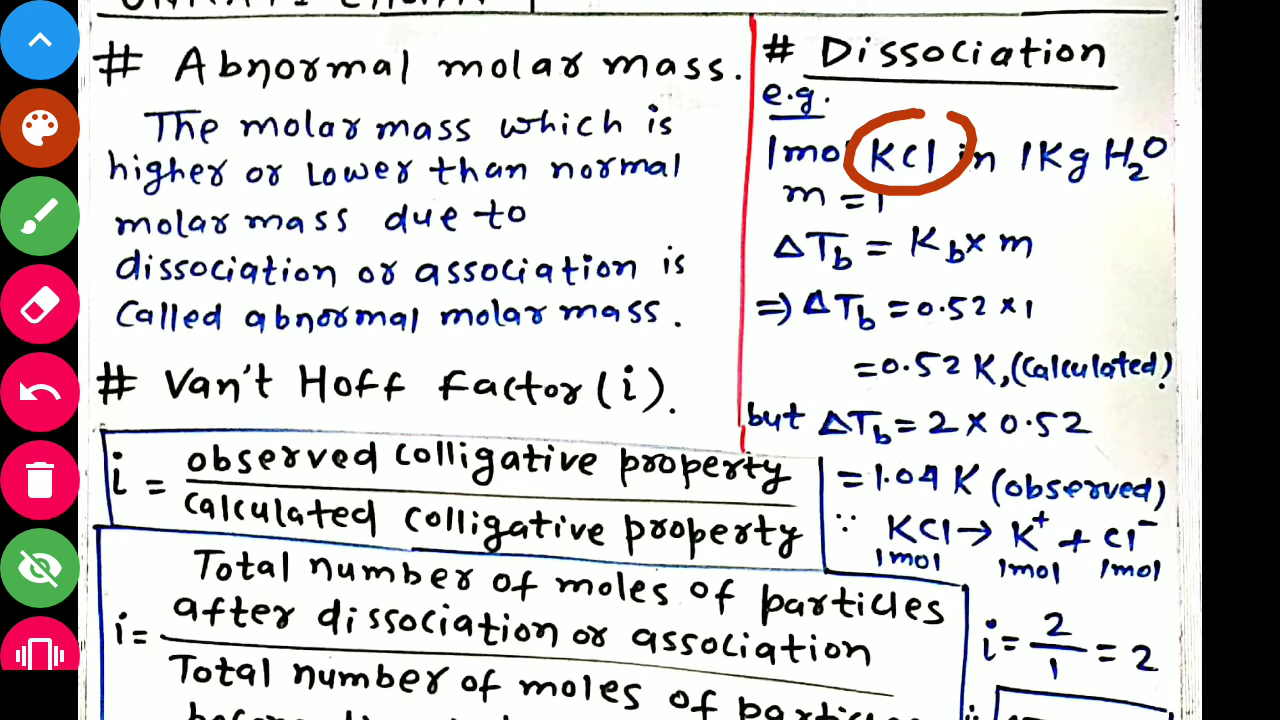 # Abnormal molar mass.
The molar mass which is
higher or Lower than normal
molar mass due to
dissociation or association is
Called abnormal molar mass.
# Van't Hoff factor (i).
i = observed Colligative property
Calculated Colligative property
i = Total number of moles of particles
after dissociation or association
Total number of moles of particles
# Dissociation
e.g.
1mol KCl in 1Kg H₂O
m = 1
ΔTb = Kb × m
=> ΔTb = 0.52 × 1
= 0.52 K, (Calculated)
but ΔTb = 2 × 0.52
= 1.04 K (observed)
∵ KCl → K⁺ + Cl⁻
1mol 1mol 1mol
i = 2/1 = 2